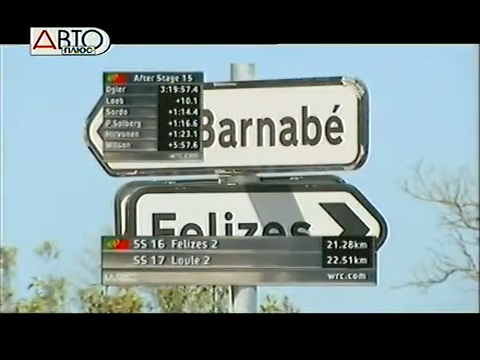 АВТО
ПЛЮС
After Stage 15
Ogier 3:19:57.4
Loeb +10.1
Sordo +1:14.4
P.Solberg +1:16.6
Hirvonen +1:23.1
Wilson +5:57.6
wrc.com
Barnabé
Felizes
SS 16 Felizes 2 21.28km
SS 17 Loule 2 22.51km
WRC wrc.com